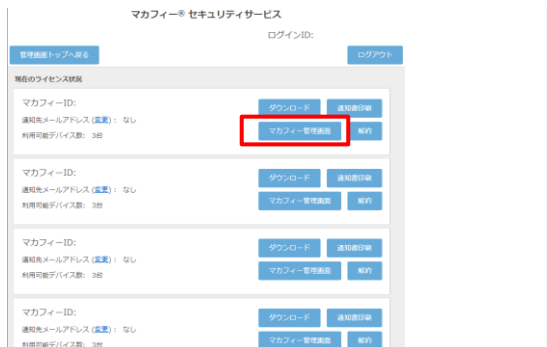 マカフィー® セキュリティサービス
ログインID:
管理画面トップへ戻る ログアウト
現在のライセンス状況
マカフィーID:
ダウンロード 通知書印刷
通知先メールアドレス (変更) : なし
マカフィー管理画面 解約
利用可能デバイス数: 3台
マカフィーID:
ダウンロード 通知書印刷
通知先メールアドレス (変更) : なし
マカフィー管理画面 解約
利用可能デバイス数: 3台
マカフィーID:
ダウンロード 通知書印刷
通知先メールアドレス (変更) : なし
マカフィー管理画面 解約
利用可能デバイス数: 3台
マカフィーID:
ダウンロード 通知書印刷
通知先メールアドレス (変更) : なし
マカフィー管理画面 解約
利用可能デバイス数: 3台